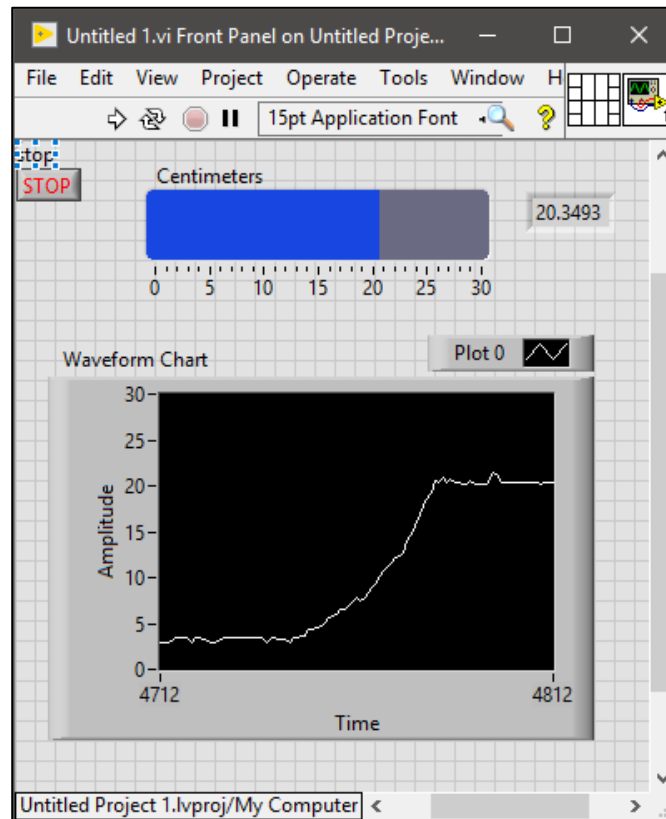 Untitled 1.vi Front Panel on Untitled Proje...
File Edit View Project Operate Tools Window H
15pt Application Font
stop
STOP
Centimeters
20.3493
0 5 10 15 20 25 30
Waveform Chart
Plot 0
30
25
20
15
10
5
0
Amplitude
4712 4812
Time
Untitled Project 1.lvproj/My Computer